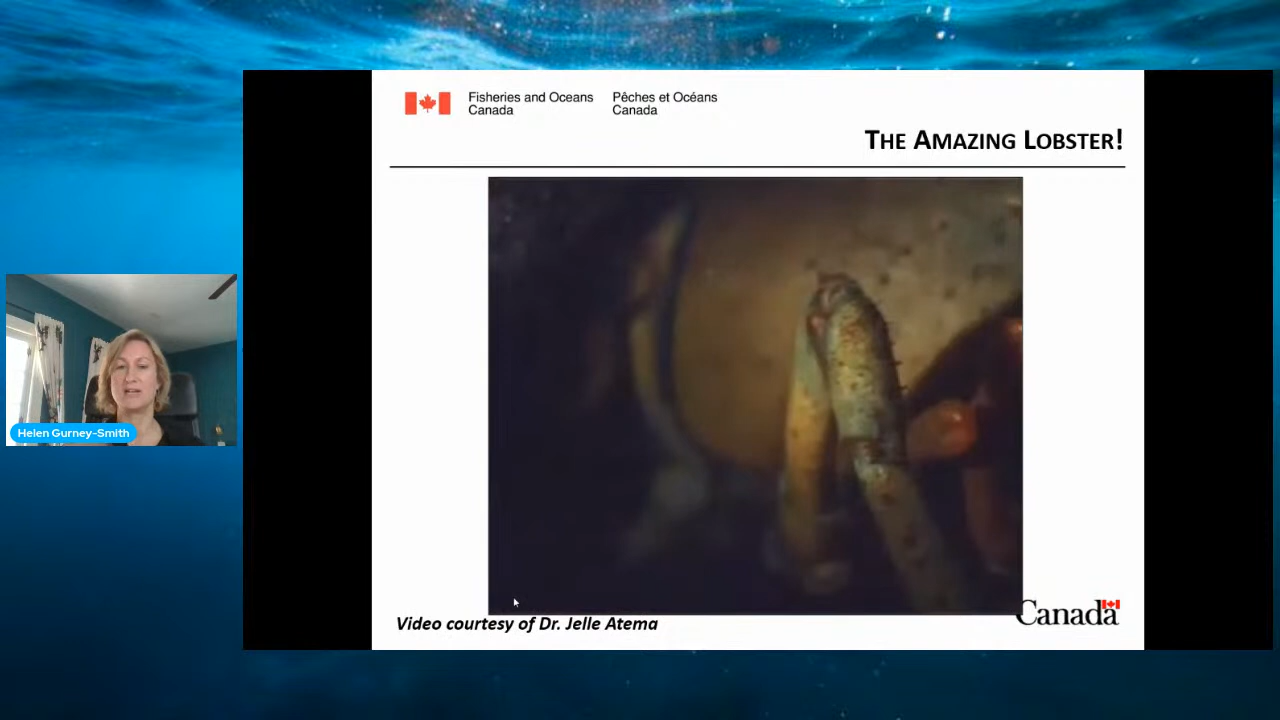 Fisheries and Oceans Canada
Pêches et Océans Canada
THE AMAZING LOBSTER!
Helen Gurney-Smith
Video courtesy of Dr. Jelle Atema
Canada